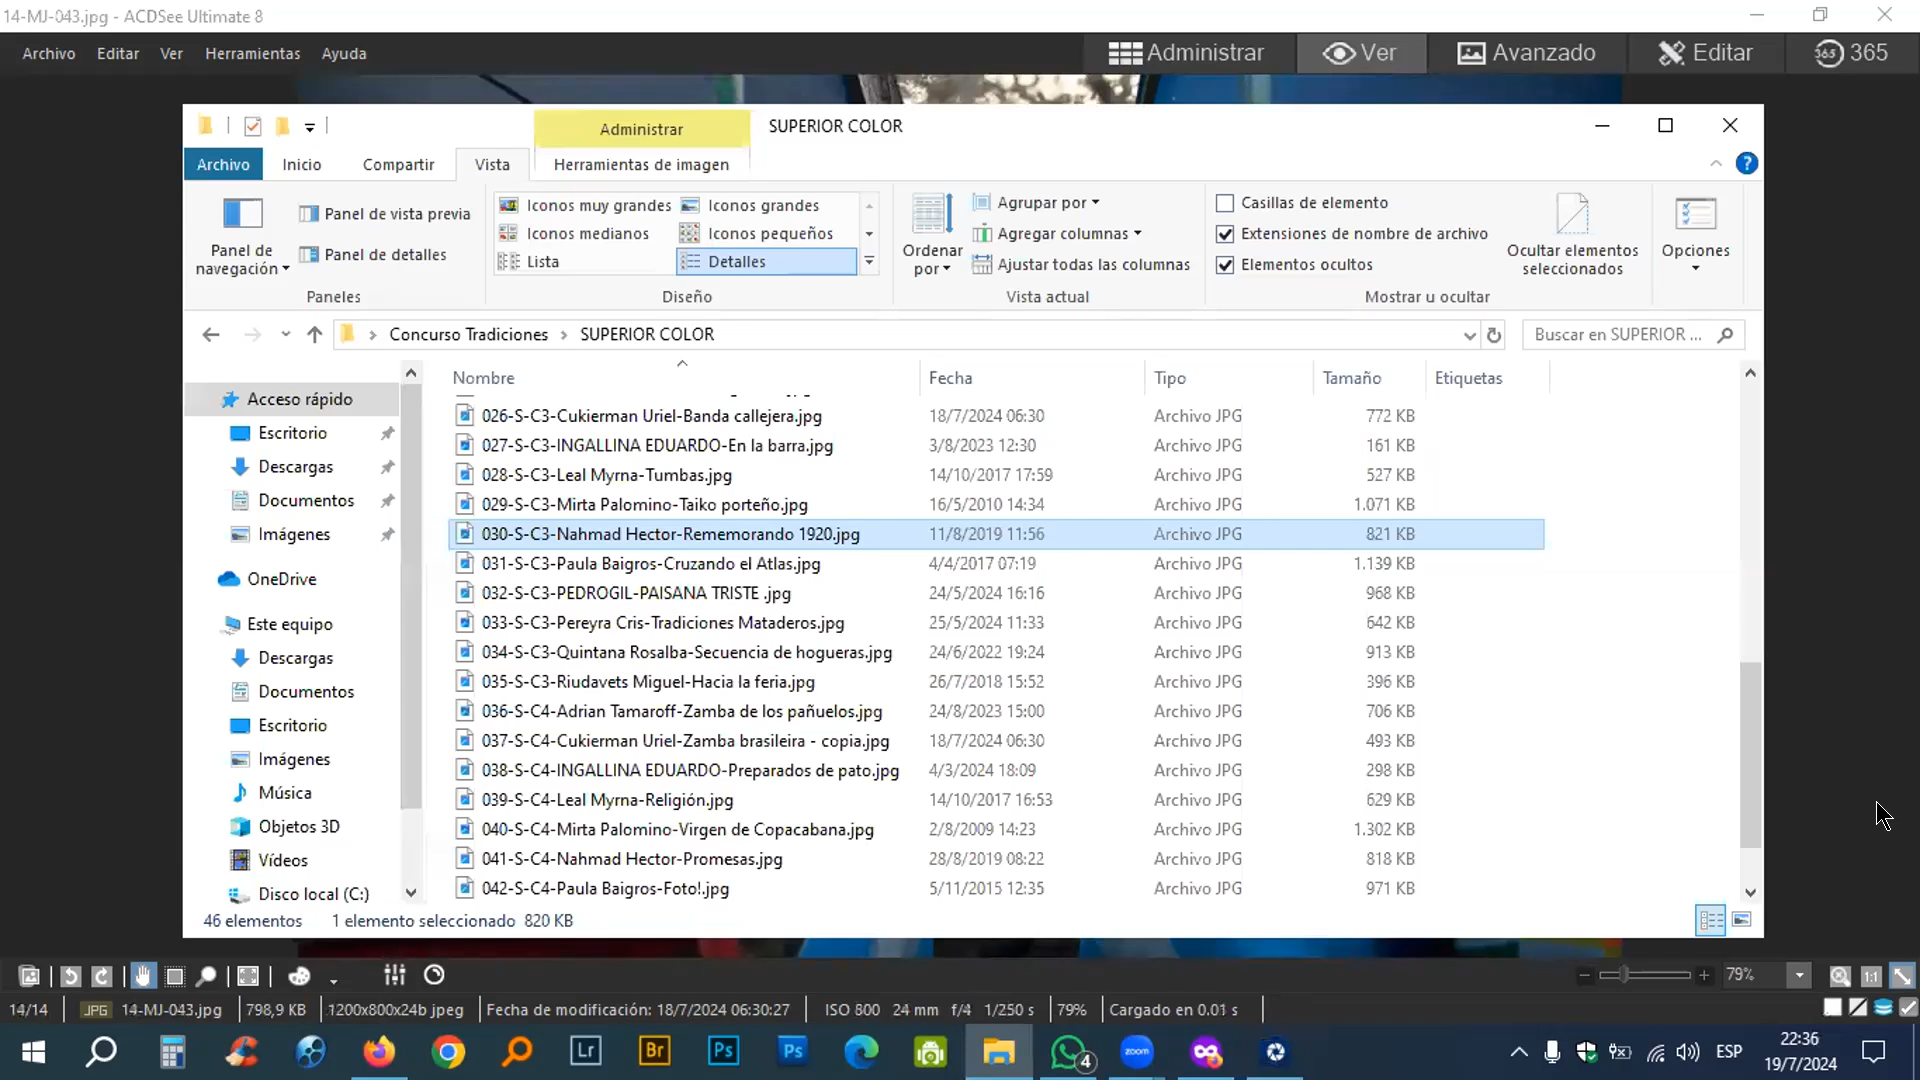 14-MJ-043.jpg - ACDSee Ultimate 8
Archivo Editar Ver Herramientas Ayuda
Administrar Ver Avanzado Editar 365 365
Administrar SUPERIOR COLOR
Archivo Inicio Compartir Vista Herramientas de imagen
Panel de navegación
Panel de vista previa
Panel de detalles
Paneles
Iconos muy grandes Iconos grandes
Iconos medianos Iconos pequeños
Lista Detalles
Diseño
Ordenar por
Agrupar por
Agregar columnas
Ajustar todas las columnas
Vista actual
Casillas de elemento
Extensiones de nombre de archivo
Elementos ocultos
Ocultar elementos seleccionados
Mostrar u ocultar
Opciones
Concurso Tradiciones SUPERIOR COLOR
Buscar en SUPERIOR ...
Acceso rápido
Escritorio
Descargas
Documentos
Imágenes
OneDrive
Este equipo
Descargas
Documentos
Escritorio
Imágenes
Música
Objetos 3D
Vídeos
Disco local (C:)
Nombre Fecha Tipo Tamaño Etiquetas
026-S-C3-Cukierman Uriel-Banda callejera.jpg 18/7/2024 06:30 Archivo JPG 772 KB
027-S-C3-INGALLINA EDUARDO-En la barra.jpg 3/8/2023 12:30 Archivo JPG 161 KB
028-S-C3-Leal Myrna-Tumbas.jpg 14/10/2017 17:59 Archivo JPG 527 KB
029-S-C3-Mirta Palomino-Taiko porteño.jpg 16/5/2010 14:34 Archivo JPG 1.071 KB
030-S-C3-Nahmad Hector-Rememorando 1920.jpg 11/8/2019 11:56 Archivo JPG 821 KB
031-S-C3-Paula Baigros-Cruzando el Atlas.jpg 4/4/2017 07:19 Archivo JPG 1.139 KB
032-S-C3-PEDROGIL-PAISANA TRISTE .jpg 24/5/2024 16:16 Archivo JPG 968 KB
033-S-C3-Pereyra Cris-Tradiciones Mataderos.jpg 25/5/2024 11:33 Archivo JPG 642 KB
034-S-C3-Quintana Rosalba-Secuencia de hogueras.jpg 24/6/2022 19:24 Archivo JPG 913 KB
035-S-C3-Riudavets Miguel-Hacia la feria.jpg 26/7/2018 15:52 Archivo JPG 396 KB
036-S-C4-Adrian Tamaroff-Zamba de los pañuelos.jpg 24/8/2023 15:00 Archivo JPG 706 KB
037-S-C4-Cukierman Uriel-Zamba brasileira - copia.jpg 18/7/2024 06:30 Archivo JPG 493 KB
038-S-C4-INGALLINA EDUARDO-Preparados de pato.jpg 4/3/2024 18:09 Archivo JPG 298 KB
039-S-C4-Leal Myrna-Religión.jpg 14/10/2017 16:53 Archivo JPG 629 KB
040-S-C4-Mirta Palomino-Virgen de Copacabana.jpg 2/8/2009 14:23 Archivo JPG 1.302 KB
041-S-C4-Nahmad Hector-Promesas.jpg 28/8/2019 08:22 Archivo JPG 818 KB
042-S-C4-Paula Baigros-Foto!.jpg 5/11/2015 12:35 Archivo JPG 971 KB
46 elementos 1 elemento seleccionado 820 KB
79% 1:1
14/14 JPG 14-MJ-043.jpg 798,9 KB 1200x800x24b jpeg Fecha de modificación: 18/7/2024 06:30:27 ISO 800 24 mm f/4 1/250 s 79% Cargado en 0.01 s
Lr Br Ps Ps 4 zoom ESP
22:36
19/7/2024